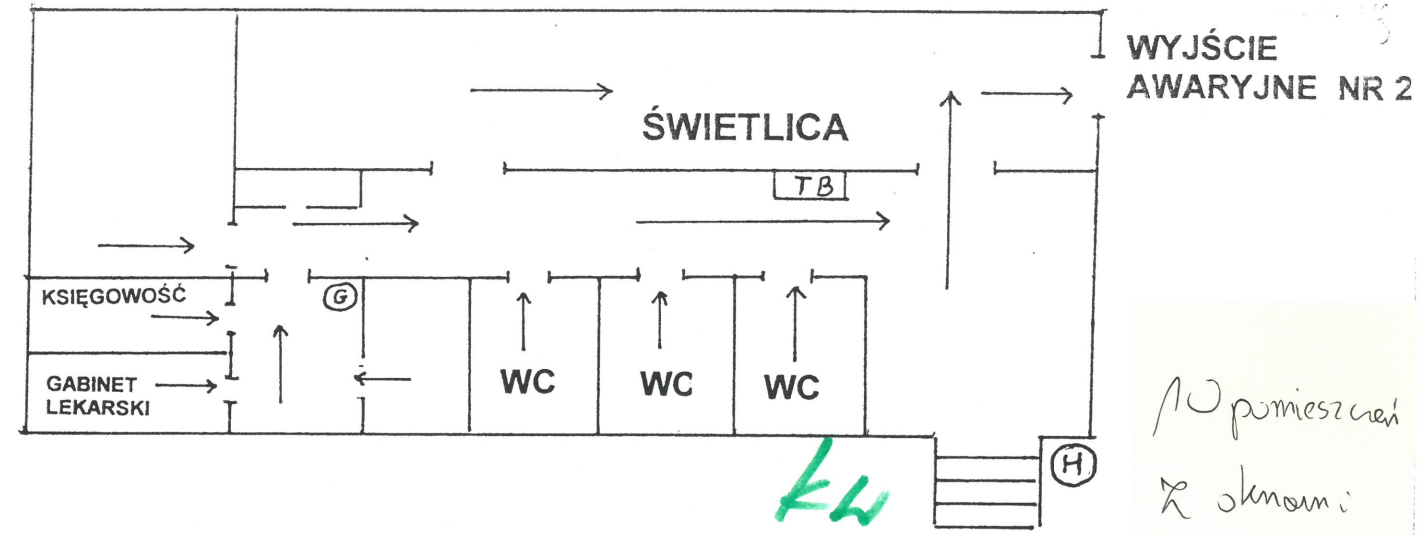 WYJŚCIE
AWARYJNE NR 2
ŚWIETLICA
TB
KSIĘGOWOŚĆ
G
GABINET
LEKARSKI
WC
WC
WC
H
kw
10 pomieszczeń
z oknami